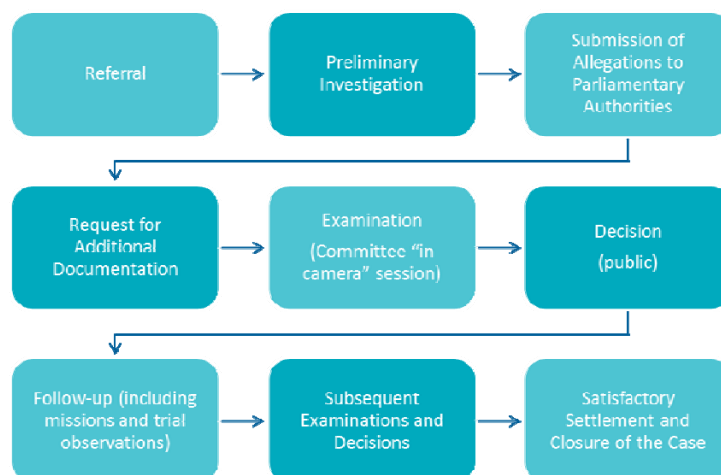 Referral
Preliminary
Investigation
Submission of
Allegations to
Parliamentary
Authorities
Request for
Additional
Documentation
Examination
(Committee “in
camera” session)
Decision
(public)
Follow-up (including
missions and trial
observations)
Subsequent
Examinations and
Decisions
Satisfactory
Settlement and
Closure of the Case